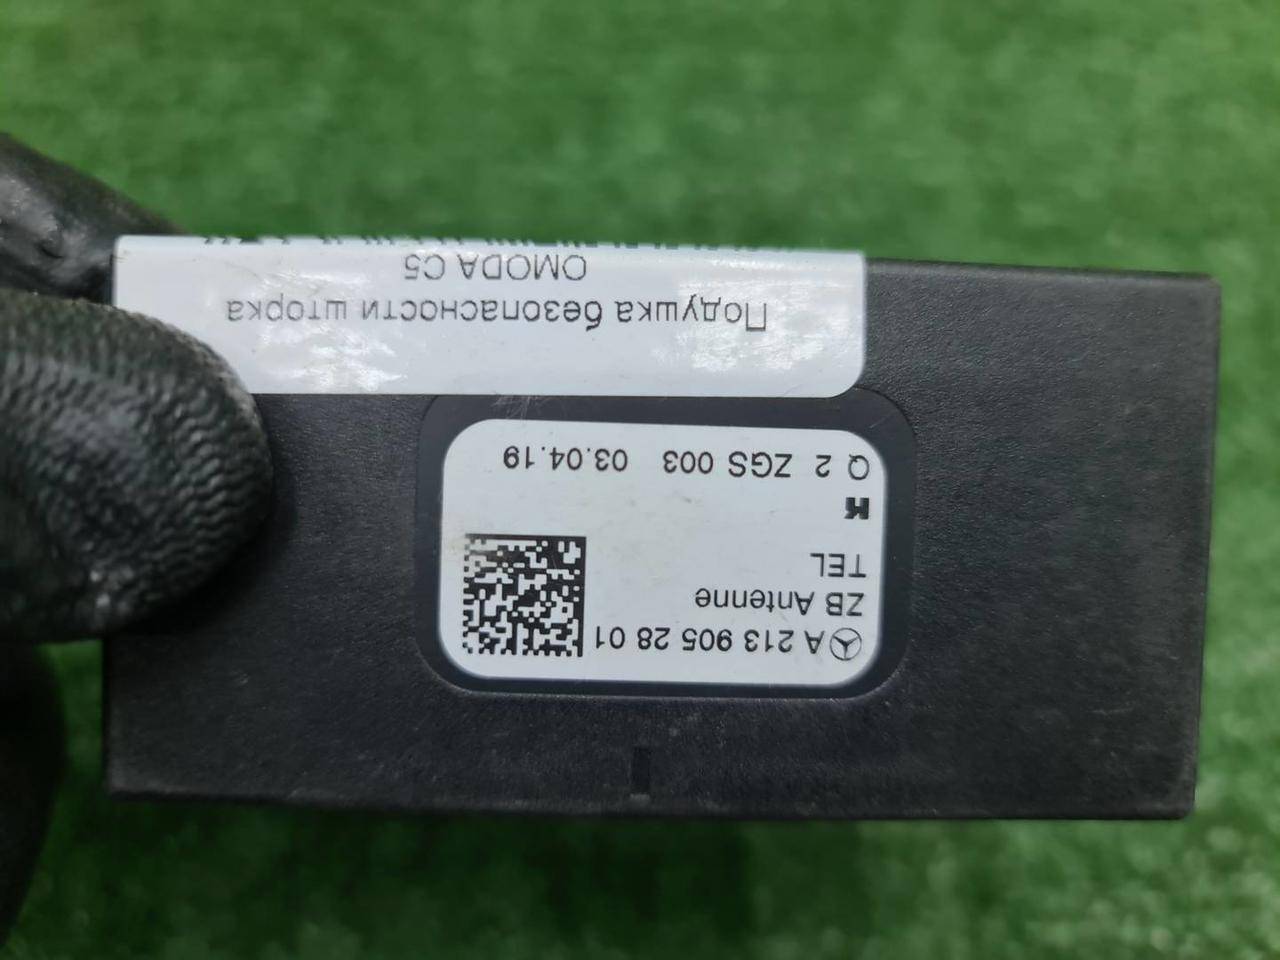 A 213 905 28 01
ZB Antenne
TEL
K
Q 2 ZGS 003 03.04.19
Подушка безопасности шторка
OMODA C5